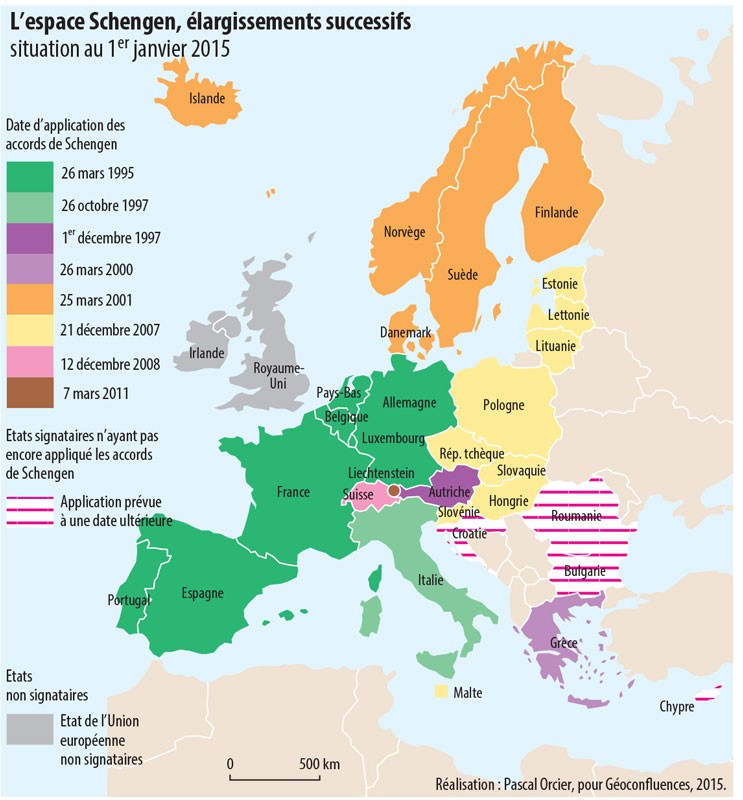 L'espace Schengen, élargissements successifs
situation au 1er janvier 2015
Date d'application des
accords de Schengen
26 mars 1995
26 octobre 1997
1er décembre 1997
26 mars 2000
25 mars 2001
21 décembre 2007
12 décembre 2008
7 mars 2011
Etats signataires n'ayant pas
encore appliqué les accords
de Schengen
Application prévue
à une date ultérieure
Etats
non signataires
Etat de l'Union
européenne
non signataires
Islande
Norvège
Finlande
Suède
Estonie
Lettonie
Lituanie
Danemark
Irlande
Royaume-
Uni
Pays-Bas
Allemagne
Pologne
Belgique
Luxembourg
Rép. tchèque
Slovaquie
Liechtenstein
France
Suisse
Autriche
Hongrie
Slovénie
Roumanie
Croatie
Bulgarie
Italie
Portugal
Espagne
Grèce
Malte
Chypre
0 500 km
Réalisation : Pascal Orcier, pour Géoconfluences, 2015.